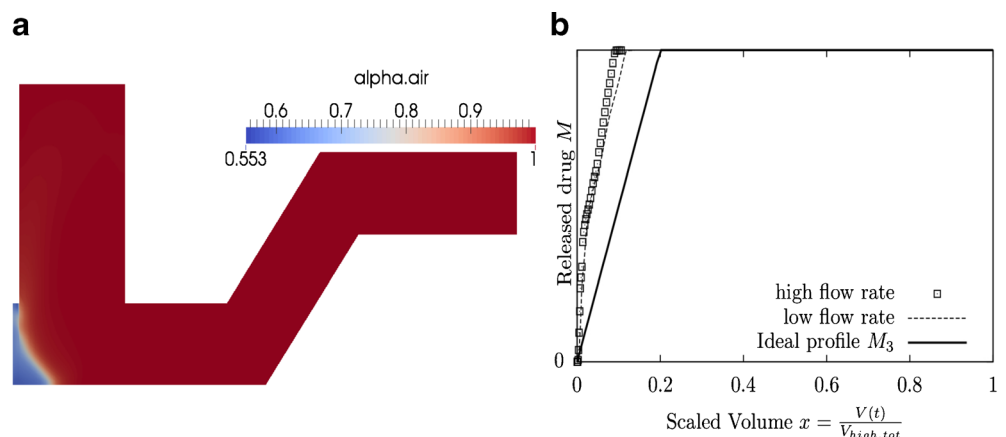 a
b
alpha.air
0.6 0.7 0.8 0.9
0.553 1
Released drug M
0
high flow rate
low flow rate
Ideal profile M₃
0 0.2 0.4 0.6 0.8 1
Scaled Volume x = V(t) / V_{high,tot}